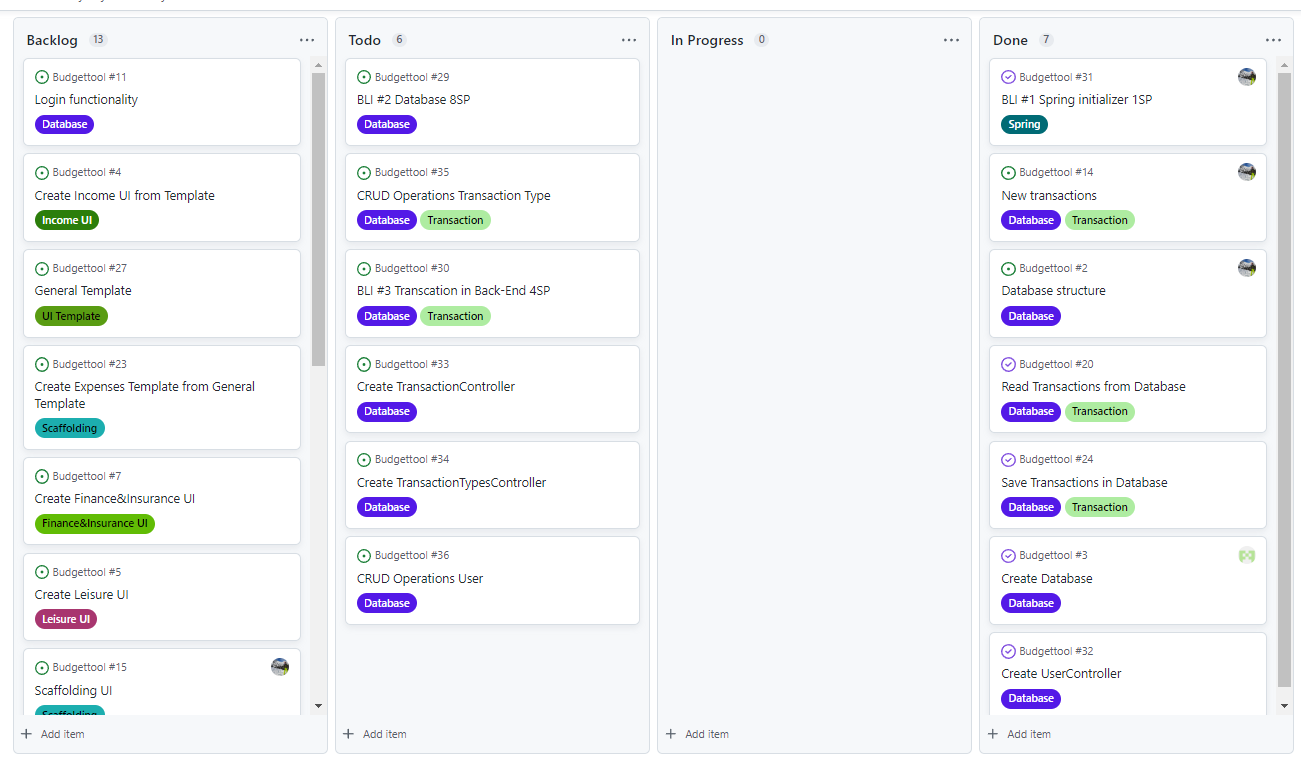 Backlog 13
Budgettool #11
Login functionality
Database
Budgettool #4
Create Income UI from Template
Income UI
Budgettool #27
General Template
UI Template
Budgettool #23
Create Expenses Template from General
Template
Scaffolding
Budgettool #7
Create Finance&Insurance UI
Finance&Insurance UI
Budgettool #5
Create Leisure UI
Leisure UI
Budgettool #15
Scaffolding UI
Scaffolding
Add item
Todo 6
Budgettool #29
BLI #2 Database 8SP
Database
Budgettool #35
CRUD Operations Transaction Type
Database Transaction
Budgettool #30
BLI #3 Transcation in Back-End 4SP
Database Transaction
Budgettool #33
Create TransactionController
Database
Budgettool #34
Create TransactionTypesController
Database
Budgettool #36
CRUD Operations User
Database
Add item
In Progress 0
Add item
Done 7
Budgettool #31
BLI #1 Spring initializer 1SP
Spring
Budgettool #14
New transactions
Database Transaction
Budgettool #2
Database structure
Database
Budgettool #20
Read Transactions from Database
Database Transaction
Budgettool #24
Save Transactions in Database
Database Transaction
Budgettool #3
Create Database
Database
Budgettool #32
Create UserController
Database
Add item